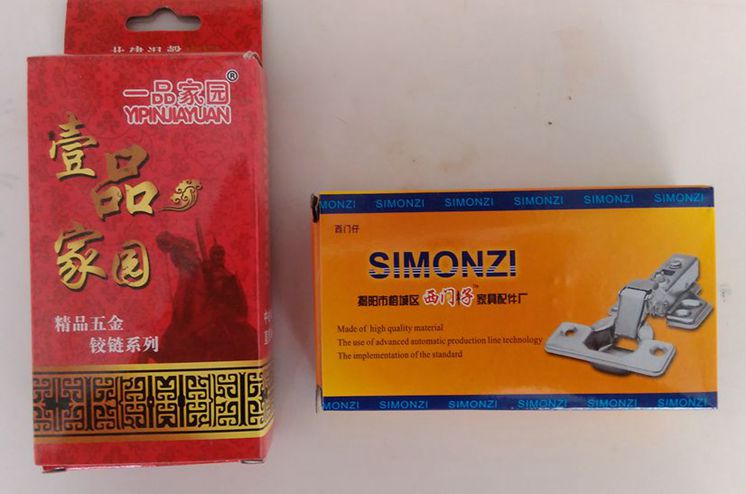 一品家园®
YIPINJIAYUAN
壹品家园
精品五金
铰链系列
SIMONZI SIMONZI SIMONZI SIMONZI SIMONZI
西门仔
SIMONZI
揭阳市榕城区西门子™家具配件厂
Made of high quality material
The use of advanced automatic production line technology
The implementation of the standard
SIMONZI SIMONZI SIMONZI SIMONZI SIMONZI